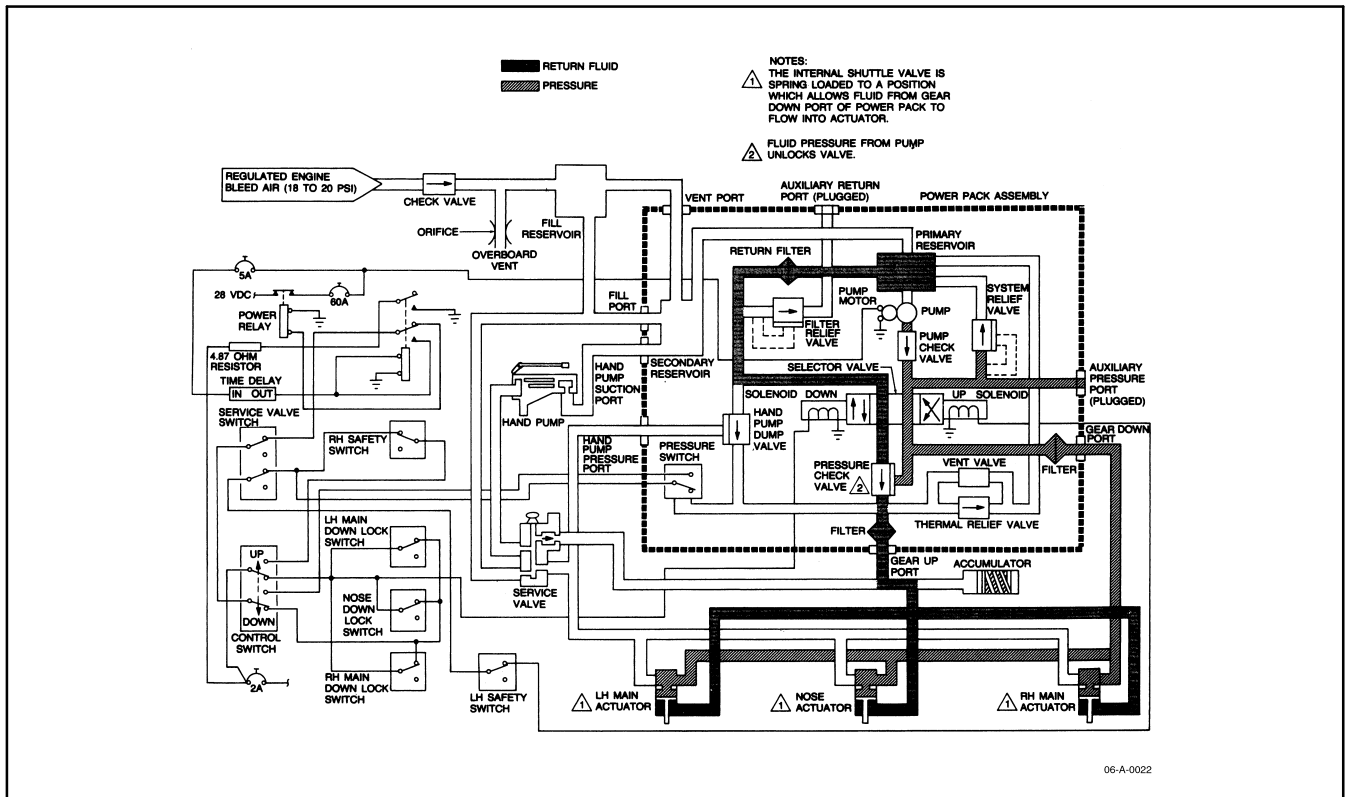 RETURN FLUID
PRESSURE
NOTES:
1
THE INTERNAL SHUTTLE VALVE IS
SPRING LOADED TO A POSITION
WHICH ALLOWS FLUID FROM GEAR
DOWN PORT OF POWER PACK TO
FLOW INTO ACTUATOR.
2
FLUID PRESSURE FROM PUMP
UNLOCKS VALVE.
REGULATED ENGINE
BLEED AIR (18 TO 20 PSI)
CHECK VALVE
ORIFICE
OVERBOARD
VENT
FILL
RESERVOIR
VENT PORT
AUXILIARY RETURN
PORT (PLUGGED)
POWER PACK ASSEMBLY
RETURN FILTER
PRIMARY
RESERVOIR
5A
28 VDC
60A
POWER
RELAY
4.87 OHM
RESISTOR
TIME DELAY
IN OUT
SERVICE VALVE
SWITCH
FILL
PORT
FILTER
RELIEF
VALVE
PUMP
MOTOR
PUMP
PUMP
CHECK
VALVE
SYSTEM
RELIEF
VALVE
SECONDARY
RESERVOIR
SELECTOR VALVE
AUXILIARY
PRESSURE
PORT
(PLUGGED)
HAND
PUMP
SUCTION
PORT
HAND PUMP
SOLENOID DOWN
UP SOLENOID
HAND
PUMP
DUMP
VALVE
GEAR DOWN
PORT
FILTER
RH SAFETY
SWITCH
HAND
PUMP
PRESSURE
PORT
PRESSURE
SWITCH
PRESSURE
CHECK
VALVE 2
VENT VALVE
THERMAL RELIEF VALVE
FILTER
LH MAIN
DOWN LOCK
SWITCH
SERVICE
VALVE
GEAR UP
PORT
ACCUMULATOR
UP
DOWN
CONTROL
SWITCH
NOSE
DOWN
LOCK
SWITCH
2A
RH MAIN
DOWN LOCK
SWITCH
LH SAFETY
SWITCH
1 LH MAIN
ACTUATOR
1 NOSE
ACTUATOR
1 RH MAIN
ACTUATOR
06-A-0022